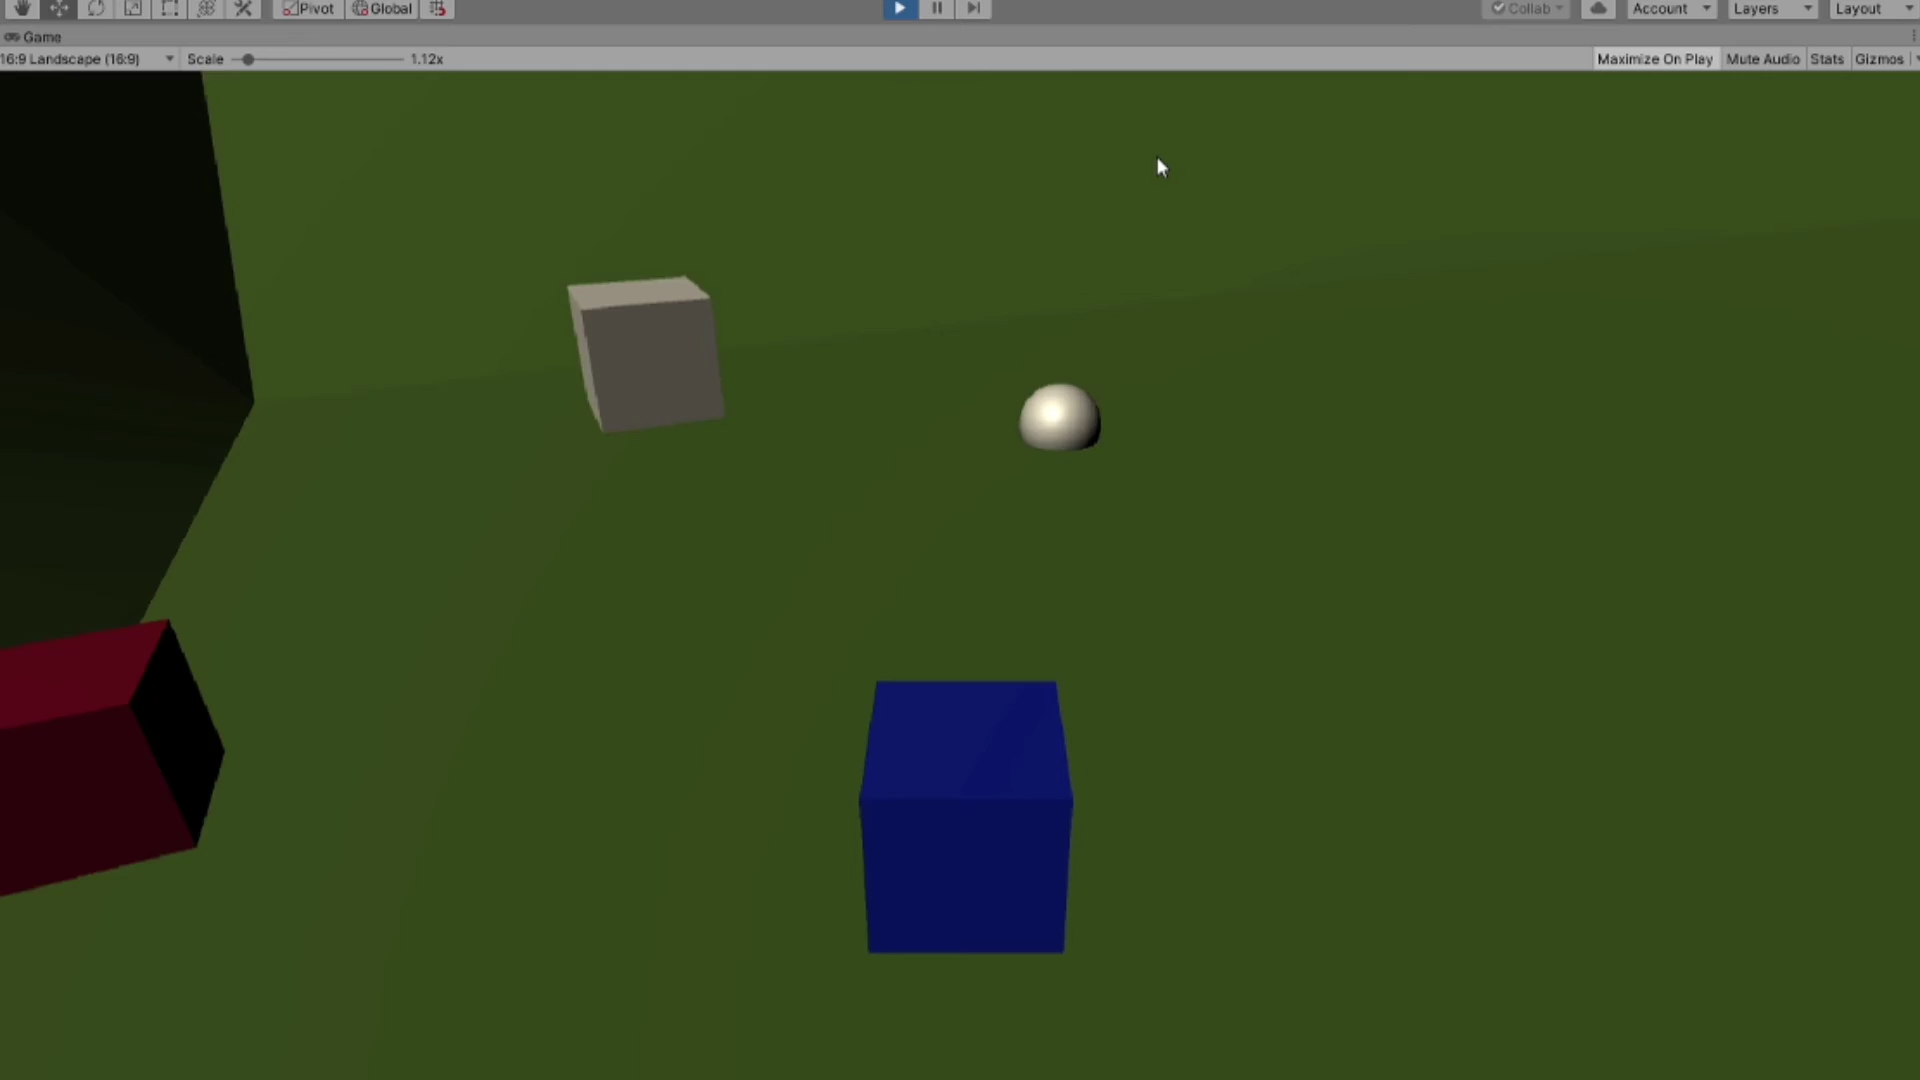 Pivot Global Collab Account Layers Layout
Game
16:9 Landscape (16:9) Scale 1.12x Maximize On Play Mute Audio Stats Gizmos